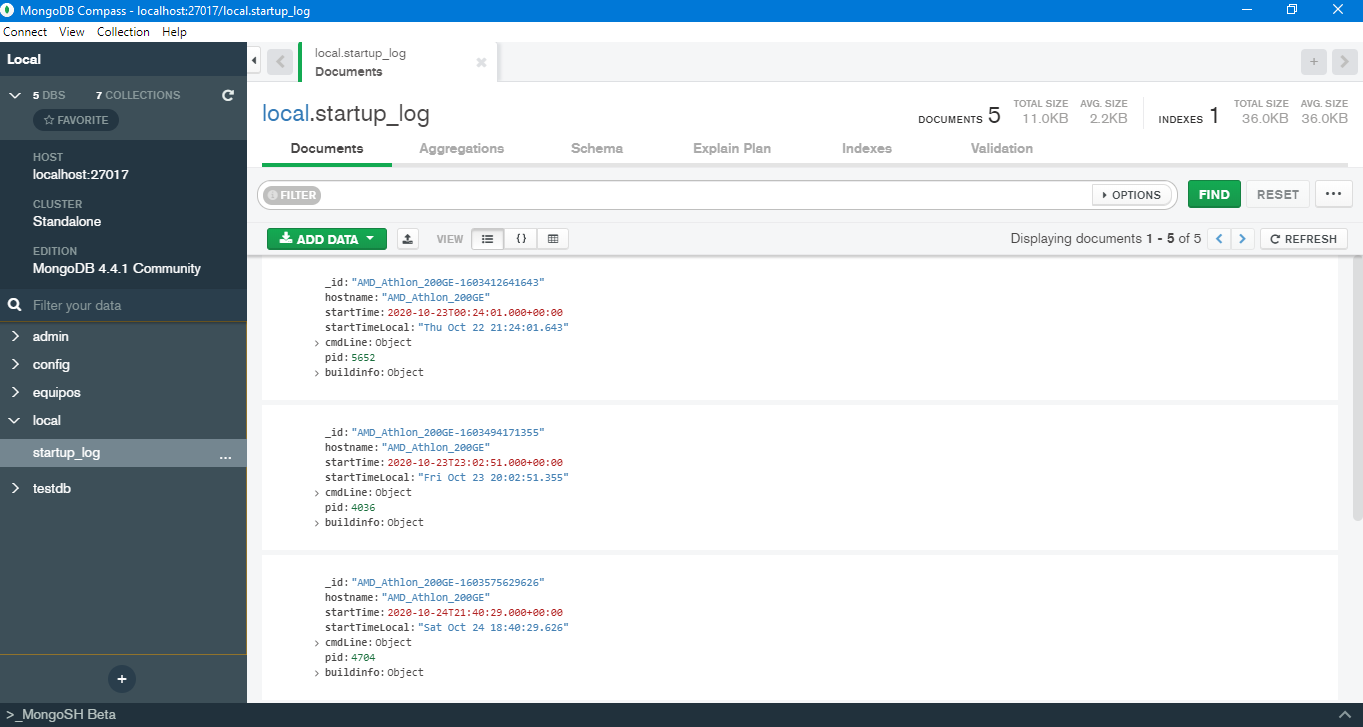 MongoDB Compass - localhost:27017/local.startup_log
Connect View Collection Help
Local
5 DBS 7 COLLECTIONS
FAVORITE
HOST
localhost:27017
CLUSTER
Standalone
EDITION
MongoDB 4.4.1 Community
Filter your data
admin
config
equipos
local
startup_log ...
testdb
+
>_MongoSH Beta
local.startup_log
Documents
+
local.startup_log
DOCUMENTS 5 TOTAL SIZE 11.0KB AVG. SIZE 2.2KB INDEXES 1 TOTAL SIZE 36.0KB AVG. SIZE 36.0KB
Documents Aggregations Schema Explain Plan Indexes Validation
FILTER OPTIONS FIND RESET ...
ADD DATA VIEW {} Displaying documents 1 - 5 of 5 < > REFRESH
_id: "AMD_Athlon_200GE-1603412641643"
hostname: "AMD_Athlon_200GE"
startTime: 2020-10-23T00:24:01.000+00:00
startTimeLocal: "Thu Oct 22 21:24:01.643"
> cmdLine: Object
pid: 5652
> buildinfo: Object
_id: "AMD_Athlon_200GE-1603494171355"
hostname: "AMD_Athlon_200GE"
startTime: 2020-10-23T23:02:51.000+00:00
startTimeLocal: "Fri Oct 23 20:02:51.355"
> cmdLine: Object
pid: 4036
> buildinfo: Object
_id: "AMD_Athlon_200GE-1603575629626"
hostname: "AMD_Athlon_200GE"
startTime: 2020-10-24T21:40:29.000+00:00
startTimeLocal: "Sat Oct 24 18:40:29.626"
> cmdLine: Object
pid: 4704
> buildinfo: Object